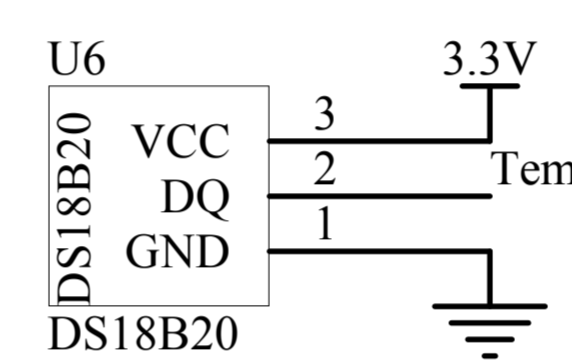 U6
3.3V
DS18B20
VCC
3
DQ
2
Tem
GND
1
DS18B20